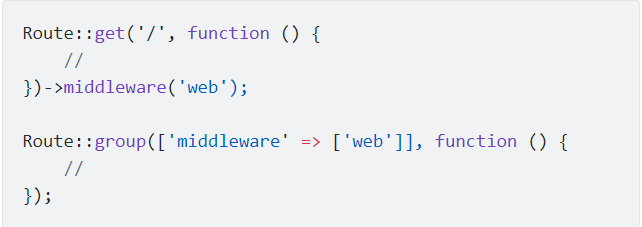 Route::get('/', function () {
    //
})->middleware('web');

Route::group(['middleware' => ['web']], function () {
    //
});